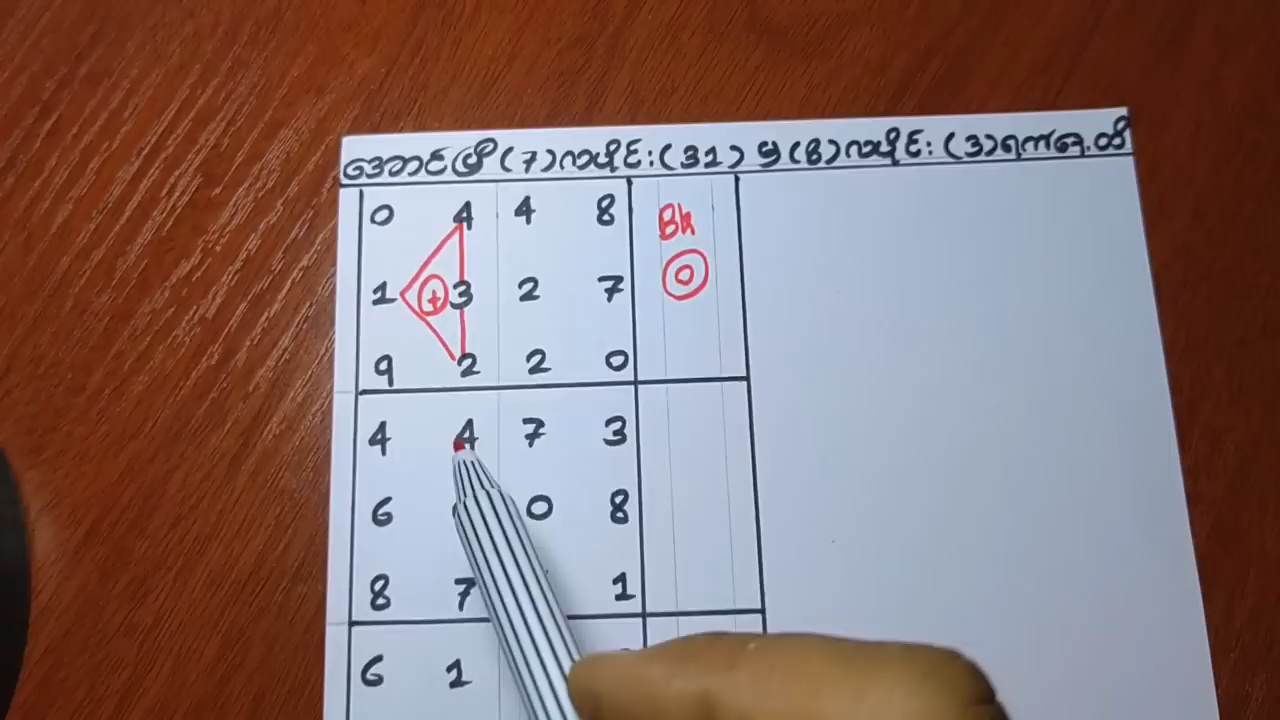 အောင်ပြီ (7) လပိုင်း (31) မှ (8) လပိုင်း (3) ရက်နေ့ ထိ
0 4 4 8 Bk
1 + 3 2 7 0
9 2 2 0
4 4 7 3
6 0 8
8 7 1
6 1